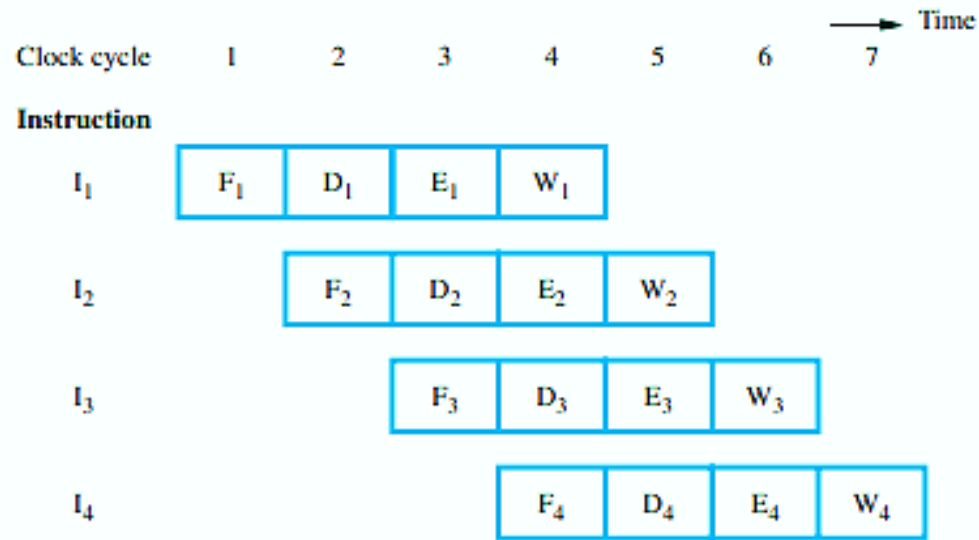 Time
Clock cycle 1 2 3 4 5 6 7
Instruction
I₁ F₁ D₁ E₁ W₁
I₂ F₂ D₂ E₂ W₂
I₃ F₃ D₃ E₃ W₃
I₄ F₄ D₄ E₄ W₄